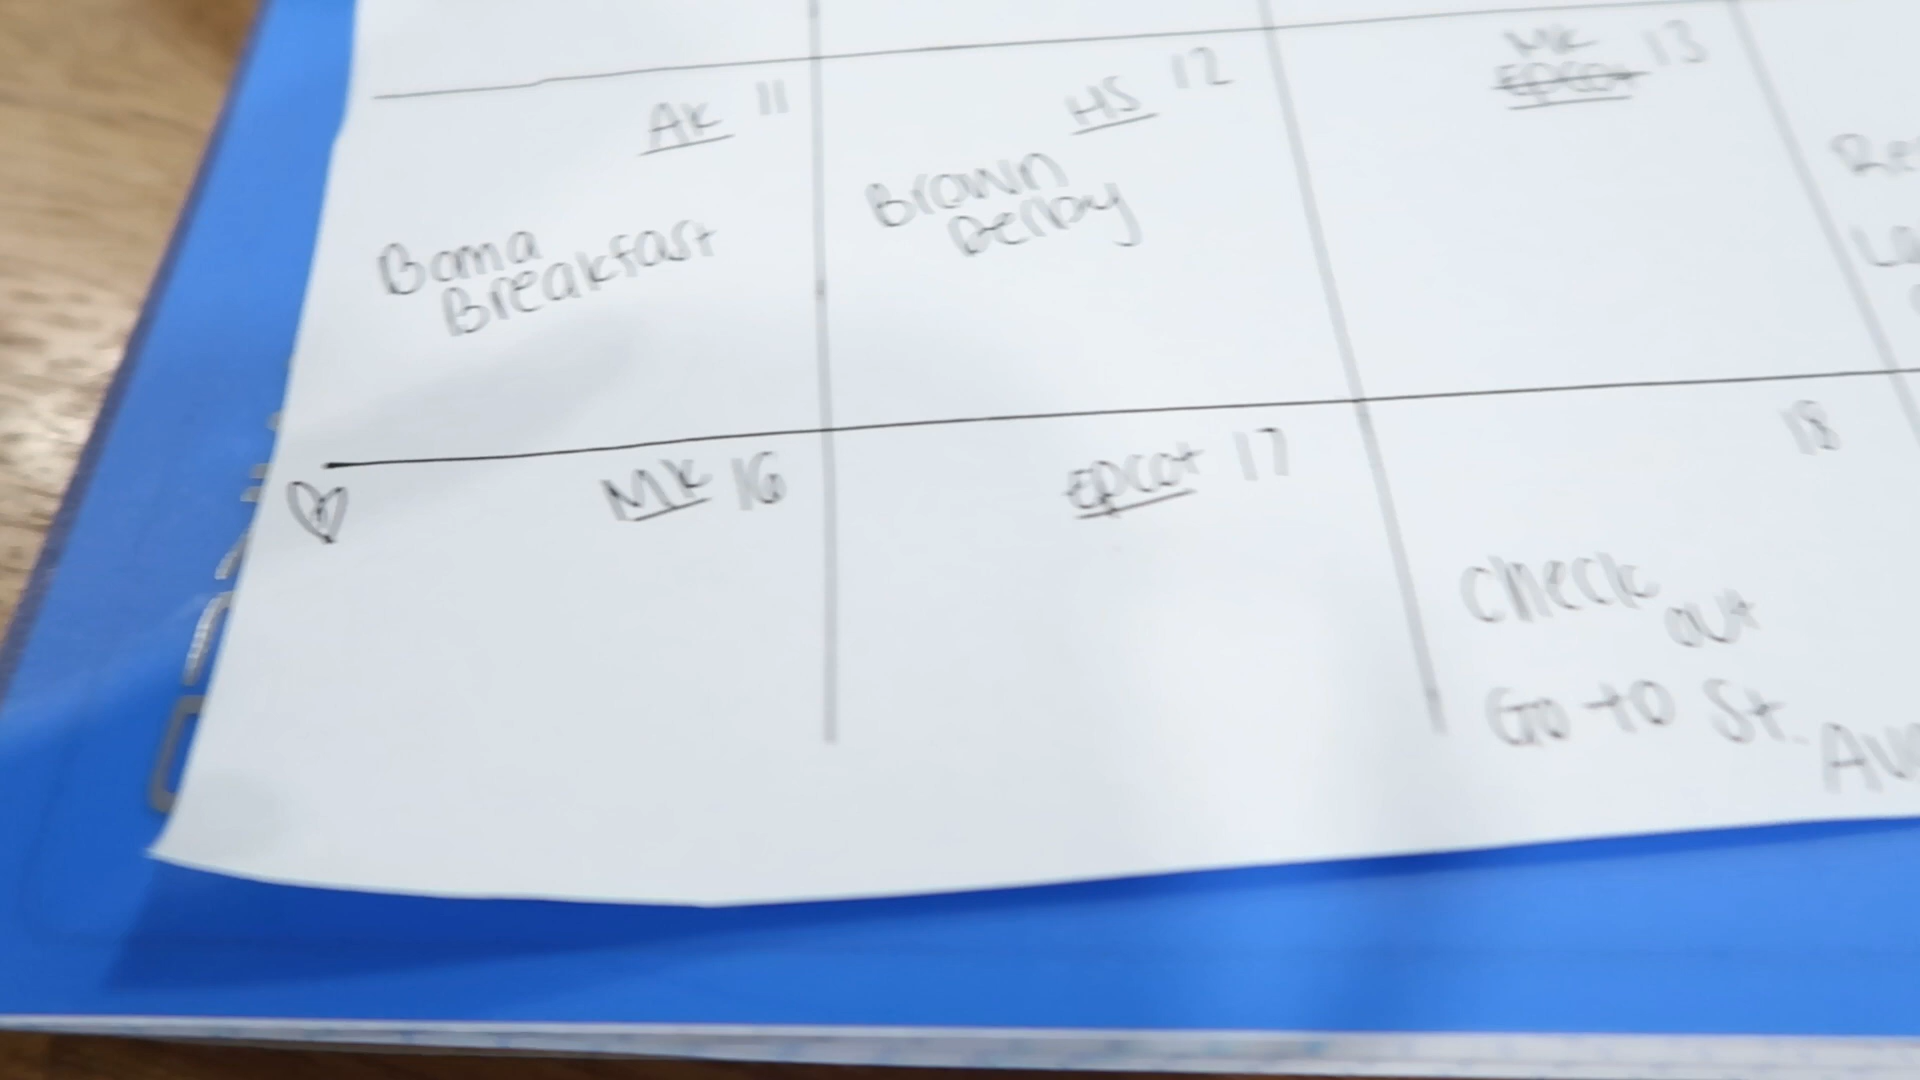 AK 11
Boma
Breakfast
HS 12
Brown
Derby
MK
Epcot 13
MK 16
Epcot 17
18
Check out
Go to St.